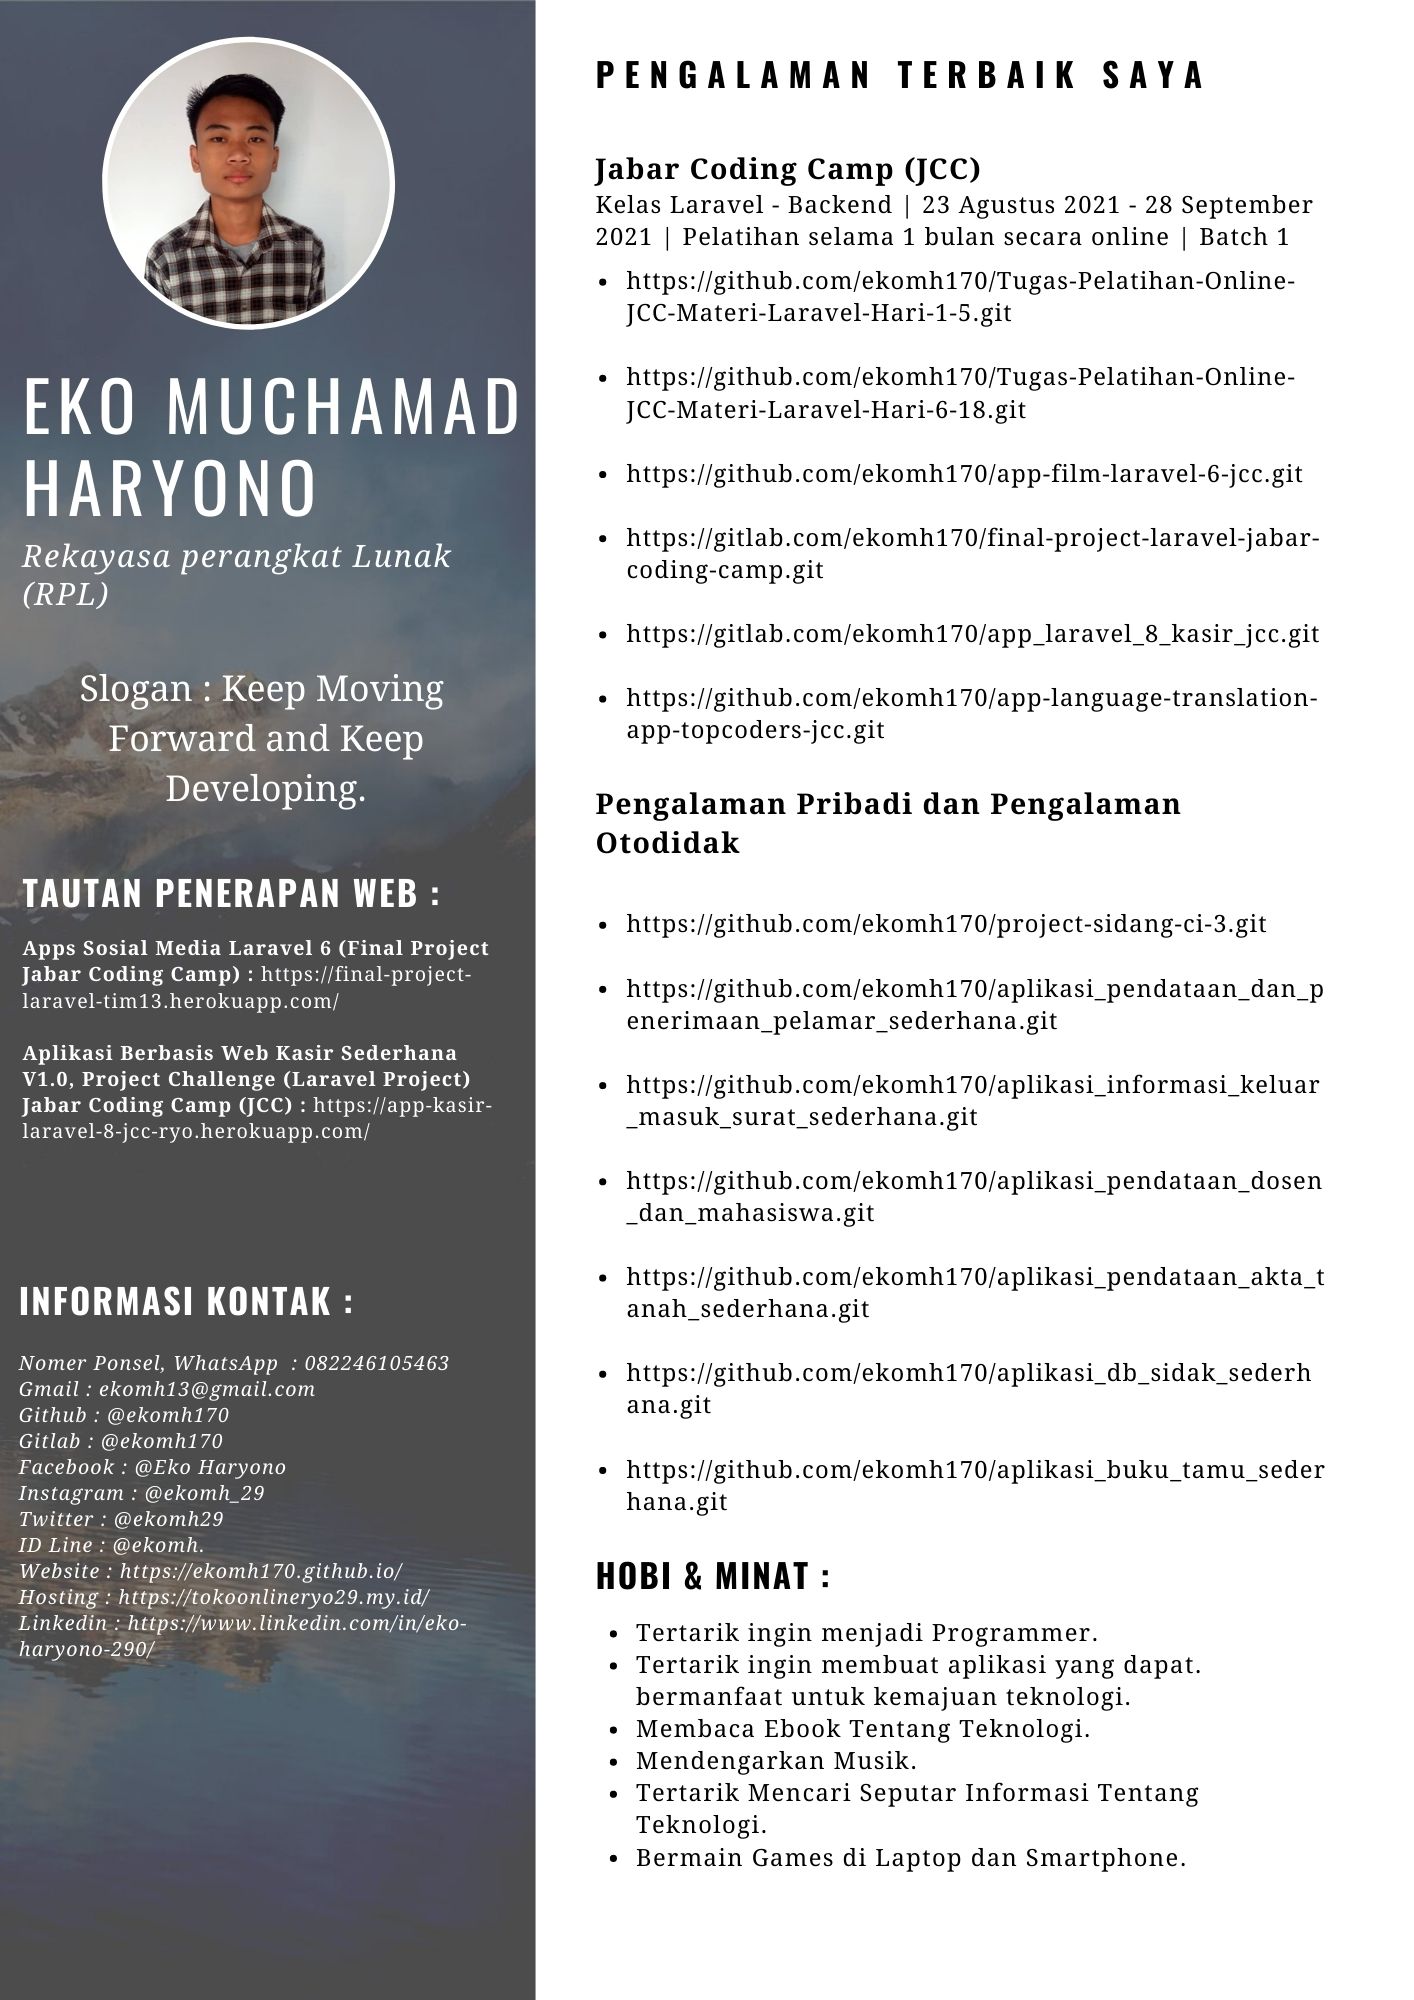 EKO MUCHAMAD
HARYONO
Rekayasa perangkat Lunak
(RPL)
Slogan : Keep Moving
Forward and Keep
Developing.
TAUTAN PENERAPAN WEB :
Apps Sosial Media Laravel 6 (Final Project
Jabar Coding Camp) : https://final-project-
laravel-tim13.herokuapp.com/
Aplikasi Berbasis Web Kasir Sederhana
V1.0, Project Challenge (Laravel Project)
Jabar Coding Camp (JCC) : https://app-kasir-
laravel-8-jcc-ryo.herokuapp.com/
INFORMASI KONTAK :
Nomer Ponsel, WhatsApp  : 082246105463
Gmail : ekomh13@gmail.com
Github : @ekomh170
Gitlab : @ekomh170
Facebook : @Eko Haryono
Instagram : @ekomh_29
Twitter : @ekomh29
ID Line : @ekomh.
Website : https://ekomh170.github.io/
Hosting : https://tokoonlineryo29.my.id/
Linkedin : https://www.linkedin.com/in/eko-
haryono-290/
PENGALAMAN TERBAIK SAYA
Jabar Coding Camp (JCC)
Kelas Laravel - Backend | 23 Agustus 2021 - 28 September
2021 | Pelatihan selama 1 bulan secara online | Batch 1
• https://github.com/ekomh170/Tugas-Pelatihan-Online-
JCC-Materi-Laravel-Hari-1-5.git
• https://github.com/ekomh170/Tugas-Pelatihan-Online-
JCC-Materi-Laravel-Hari-6-18.git
• https://github.com/ekomh170/app-film-laravel-6-jcc.git
• https://gitlab.com/ekomh170/final-project-laravel-jabar-
coding-camp.git
• https://gitlab.com/ekomh170/app_laravel_8_kasir_jcc.git
• https://github.com/ekomh170/app-language-translation-
app-topcoders-jcc.git
Pengalaman Pribadi dan Pengalaman
Otodidak
• https://github.com/ekomh170/project-sidang-ci-3.git
• https://github.com/ekomh170/aplikasi_pendataan_dan_p
enerimaan_pelamar_sederhana.git
• https://github.com/ekomh170/aplikasi_informasi_keluar
_masuk_surat_sederhana.git
• https://github.com/ekomh170/aplikasi_pendataan_dosen
_dan_mahasiswa.git
• https://github.com/ekomh170/aplikasi_pendataan_akta_t
anah_sederhana.git
• https://github.com/ekomh170/aplikasi_db_sidak_sederh
ana.git
• https://github.com/ekomh170/aplikasi_buku_tamu_seder
hana.git
HOBI & MINAT :
• Tertarik ingin menjadi Programmer.
• Tertarik ingin membuat aplikasi yang dapat.
bermanfaat untuk kemajuan teknologi.
• Membaca Ebook Tentang Teknologi.
• Mendengarkan Musik.
• Tertarik Mencari Seputar Informasi Tentang
Teknologi.
• Bermain Games di Laptop dan Smartphone.